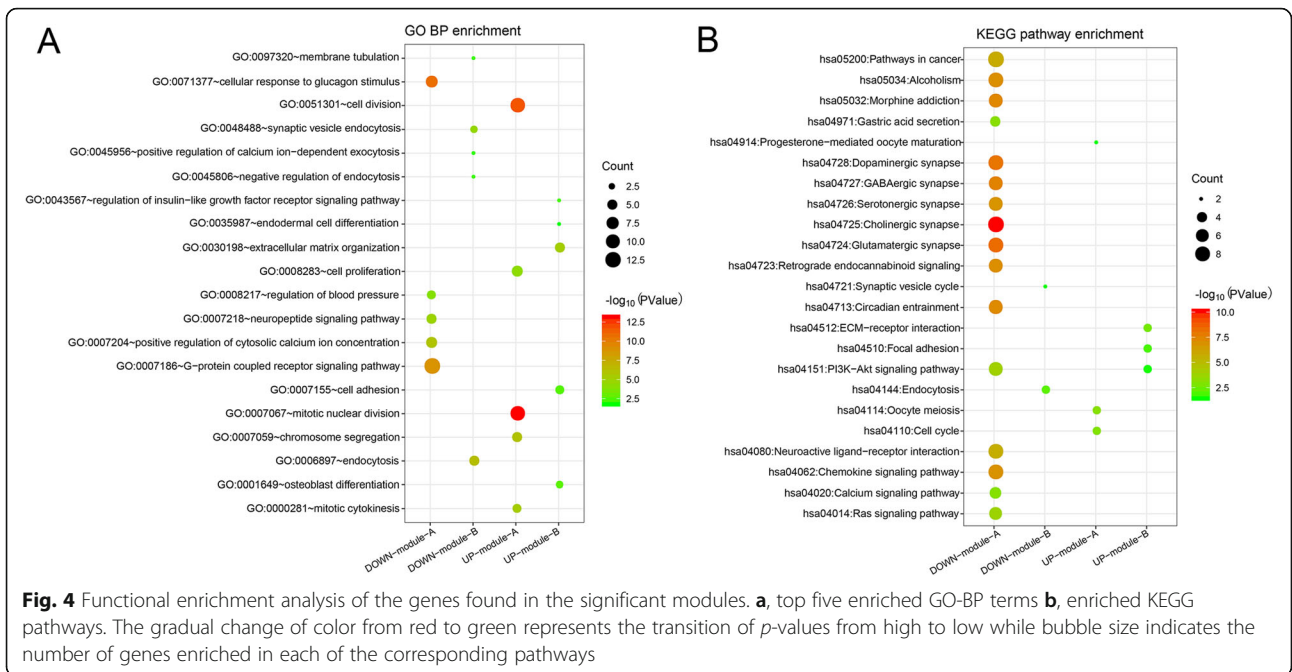 A
GO BP enrichment
GO:0097320~membrane tubulation
GO:0071377~cellular response to glucagon stimulus
GO:0051301~cell division
GO:0048488~synaptic vesicle endocytosis
GO:0045956~positive regulation of calcium ion-dependent exocytosis
GO:0045806~negative regulation of endocytosis
GO:0043567~regulation of insulin-like growth factor receptor signaling pathway
GO:0035987~endodermal cell differentiation
GO:0030198~extracellular matrix organization
GO:0008283~cell proliferation
GO:0008217~regulation of blood pressure
GO:0007218~neuropeptide signaling pathway
GO:0007204~positive regulation of cytosolic calcium ion concentration
GO:0007186~G-protein coupled receptor signaling pathway
GO:0007155~cell adhesion
GO:0007067~mitotic nuclear division
GO:0007059~chromosome segregation
GO:0006897~endocytosis
GO:0001649~osteoblast differentiation
GO:0000281~mitotic cytokinesis
DOWN-module-A
DOWN-module-B
UP-module-A
UP-module-B
Count
2.5
5.0
7.5
10.0
12.5
-log10(PValue)
12.5
10.0
7.5
5.0
2.5
B
KEGG pathway enrichment
hsa05200:Pathways in cancer
hsa05034:Alcoholism
hsa05032:Morphine addiction
hsa04971:Gastric acid secretion
hsa04914:Progesterone-mediated oocyte maturation
hsa04728:Dopaminergic synapse
hsa04727:GABAergic synapse
hsa04726:Serotonergic synapse
hsa04725:Cholinergic synapse
hsa04724:Glutamatergic synapse
hsa04723:Retrograde endocannabinoid signaling
hsa04721:Synaptic vesicle cycle
hsa04713:Circadian entrainment
hsa04512:ECM-receptor interaction
hsa04510:Focal adhesion
hsa04151:PI3K-Akt signaling pathway
hsa04144:Endocytosis
hsa04114:Oocyte meiosis
hsa04110:Cell cycle
hsa04080:Neuroactive ligand-receptor interaction
hsa04062:Chemokine signaling pathway
hsa04020:Calcium signaling pathway
hsa04014:Ras signaling pathway
DOWN-module-A
DOWN-module-B
UP-module-A
UP-module-B
Count
2
4
6
8
-log10(PValue)
10.0
7.5
5.0
2.5
Fig. 4 Functional enrichment analysis of the genes found in the significant modules. a, top five enriched GO-BP terms b, enriched KEGG
pathways. The gradual change of color from red to green represents the transition of p-values from high to low while bubble size indicates the
number of genes enriched in each of the corresponding pathways